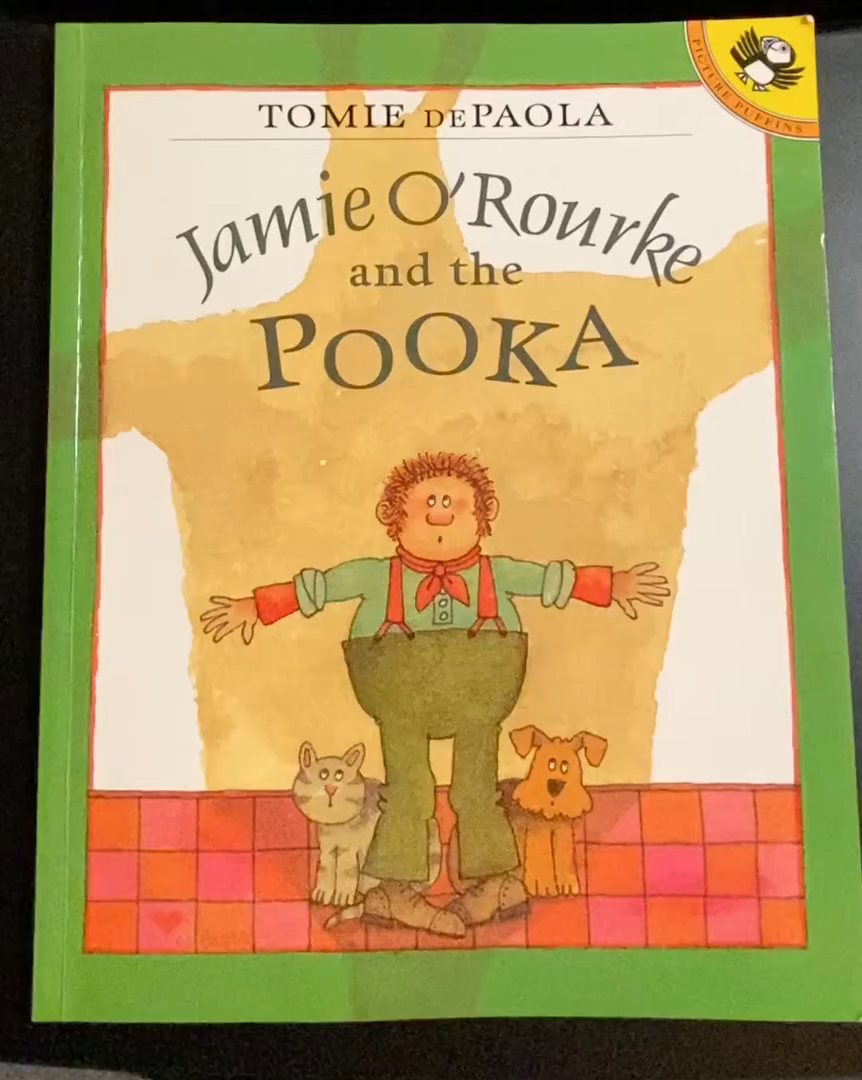 TOMIE DEPAOLA
Jamie O'Rourke
and the
POOKA
PICTURE PUFFINS